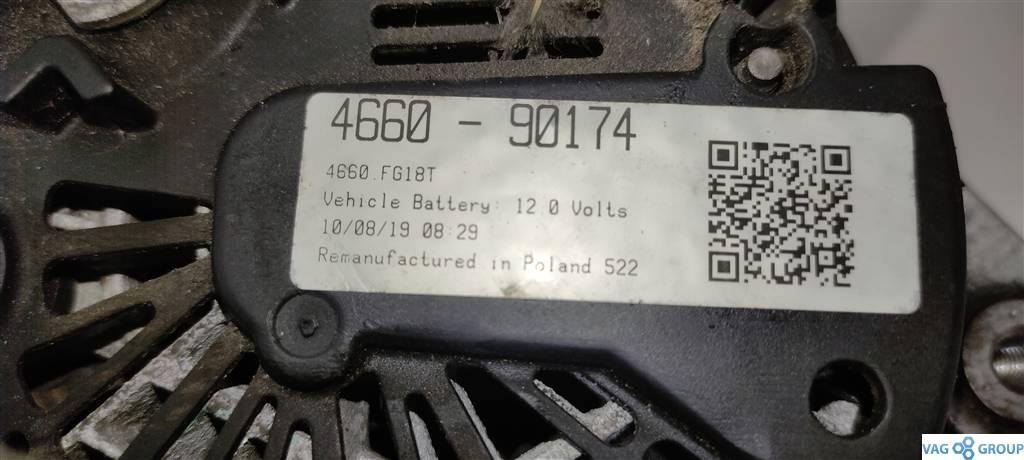 4660 - 90174
4660.FG18T
Vehicle Battery: 12.0 Volts
10/08/19 08:29
Remanufactured in Poland 522
VAG GROUP